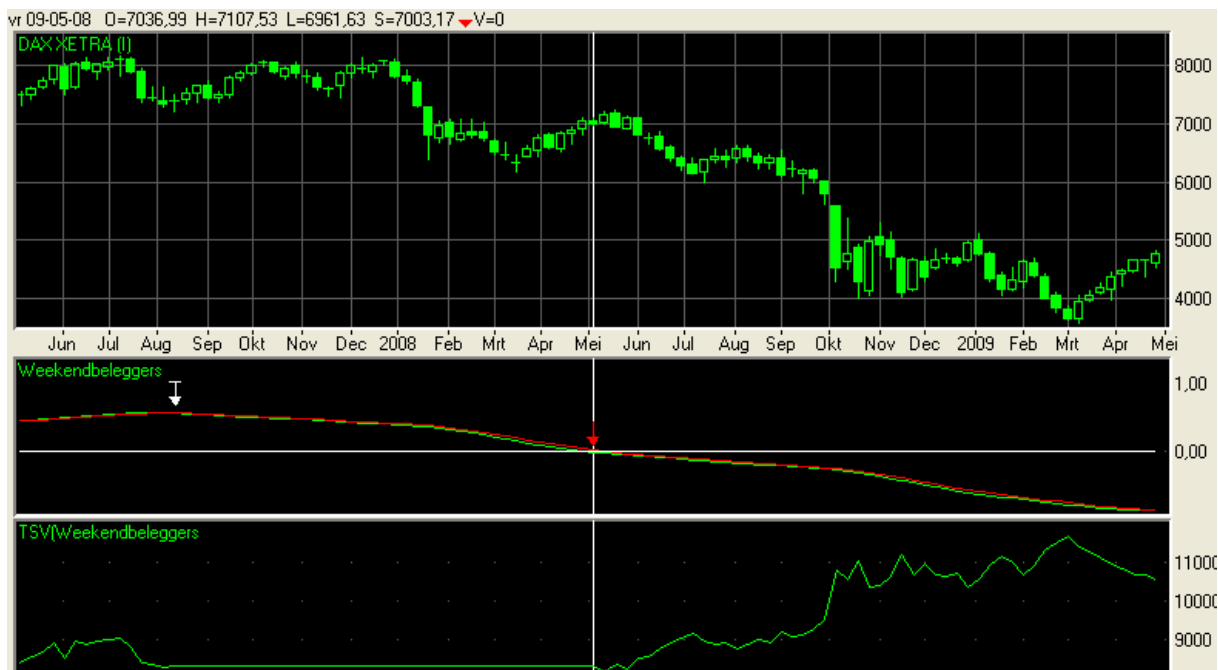 vr 09-05-08 O=7036,99 H=7107,53 L=6961,63 S=7003,17 V=0
DAX XETRA (I)
8000
7000
6000
5000
4000
Jun Jul Aug Sep Okt Nov Dec 2008 Feb Mrt Apr Mei Jun Jul Aug Sep Okt Nov Dec 2009 Feb Mrt Apr Mei
Weekendbeleggers
1,00
0,00
TSV(Weekendbeleggers
11000
10000
9000